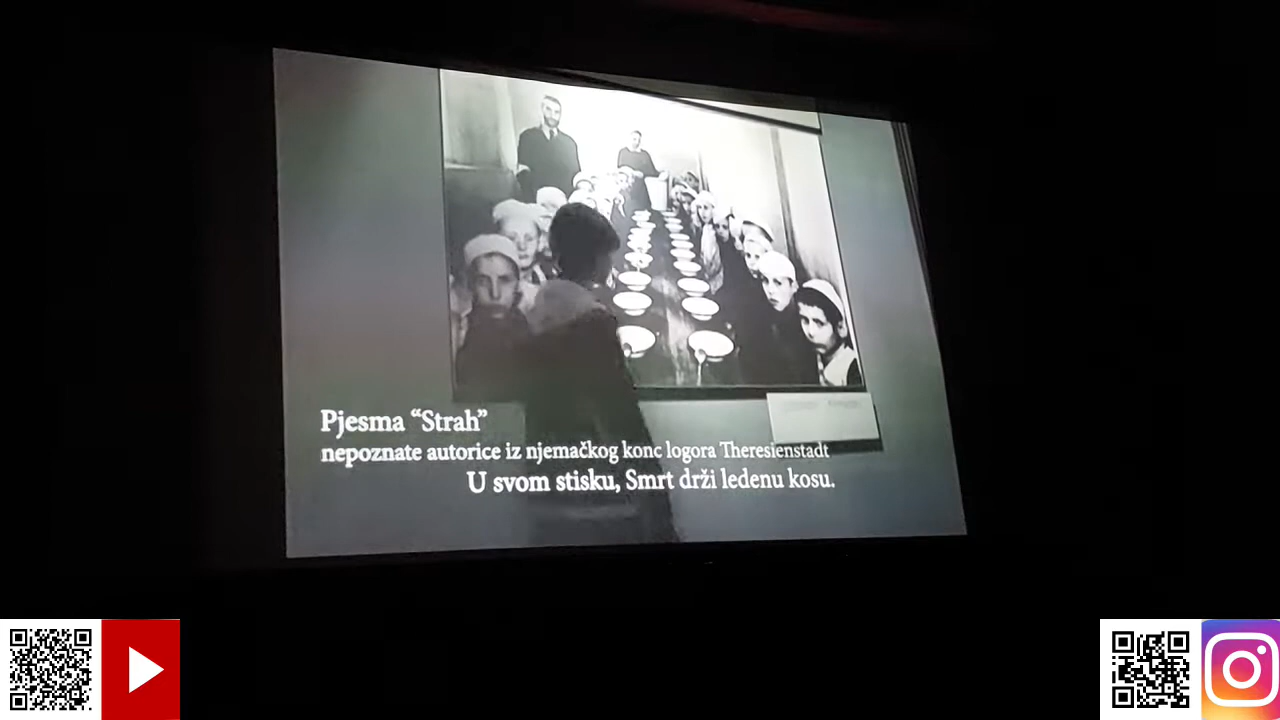 Pjesma “Strah”
nepoznate autorice iz njemačkog konc logora Theresienstadt
U svom stisku, Smrt drži ledenu kosu.